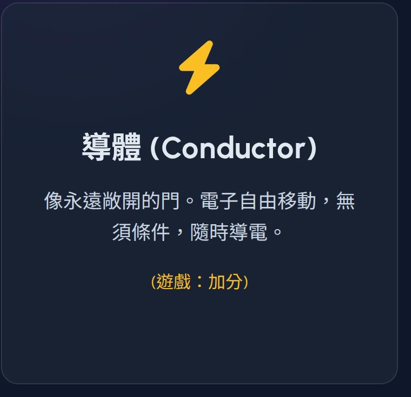 導體 (Conductor)
像永遠敞開的門。電子自由移動，無
須條件，隨時導電。
(遊戲：加分)